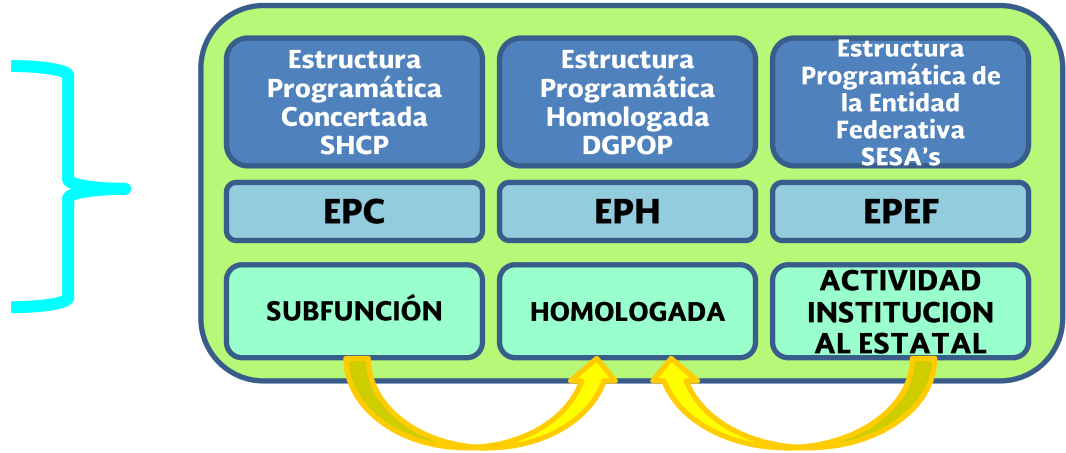 Estructura
Programática
Concertada
SHCP
Estructura
Programática
Homologada
DGPOP
Estructura
Programática de
la Entidad
Federativa
SESA's
EPC
EPH
EPEF
SUBFUNCIÓN
HOMOLOGADA
ACTIVIDAD
INSTITUCION
AL ESTATAL